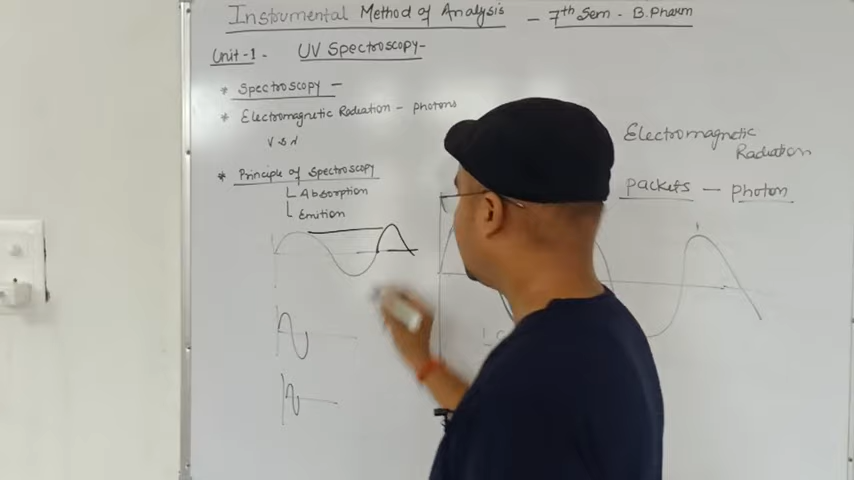 Instrumental Method of Analysis - 7th Sem - B.Pharm
Unit-1 - UV Spectroscopy-
* Spectroscopy -
* Electromagnetic Radiation - photons
* Principle of Spectroscopy
Absorption
Emition
Electromagnetic
Radiation
Packets - Photon